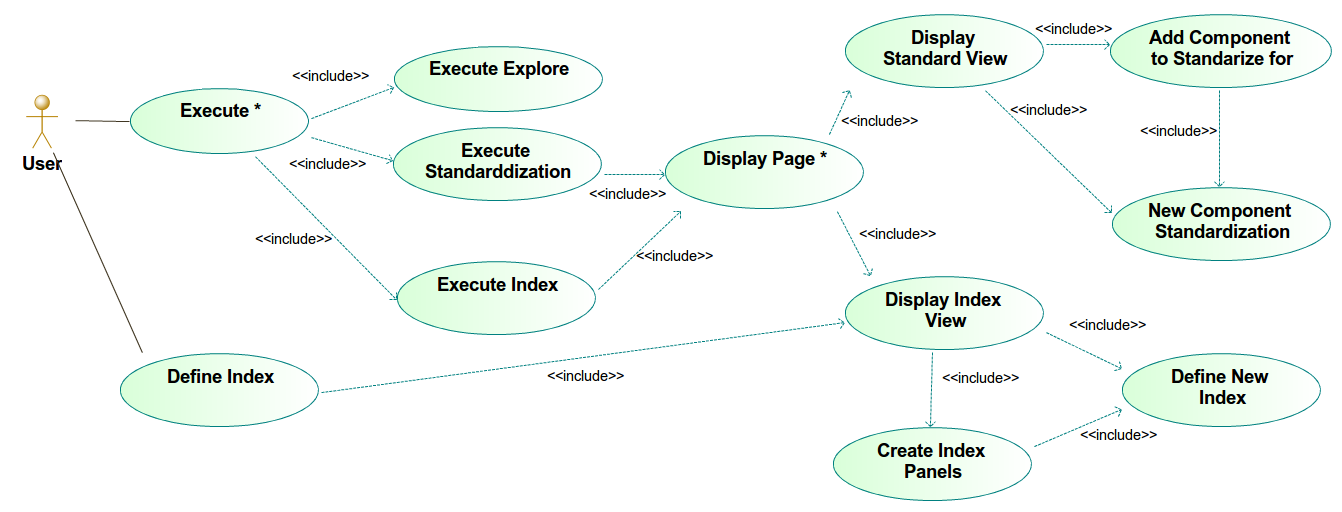 User
Execute *
<<include>>
Execute Explore
<<include>>
Execute
Standarddization
<<include>>
Execute Index
<<include>>
<<include>>
Display Page *
<<include>>
Display
Standard View
<<include>>
Add Component
to Standarize for
<<include>>
<<include>>
New Component
Standardization
<<include>>
Display Index
View
<<include>>
Define New
Index
<<include>>
Create Index
Panels
<<include>>
Define Index
<<include>>